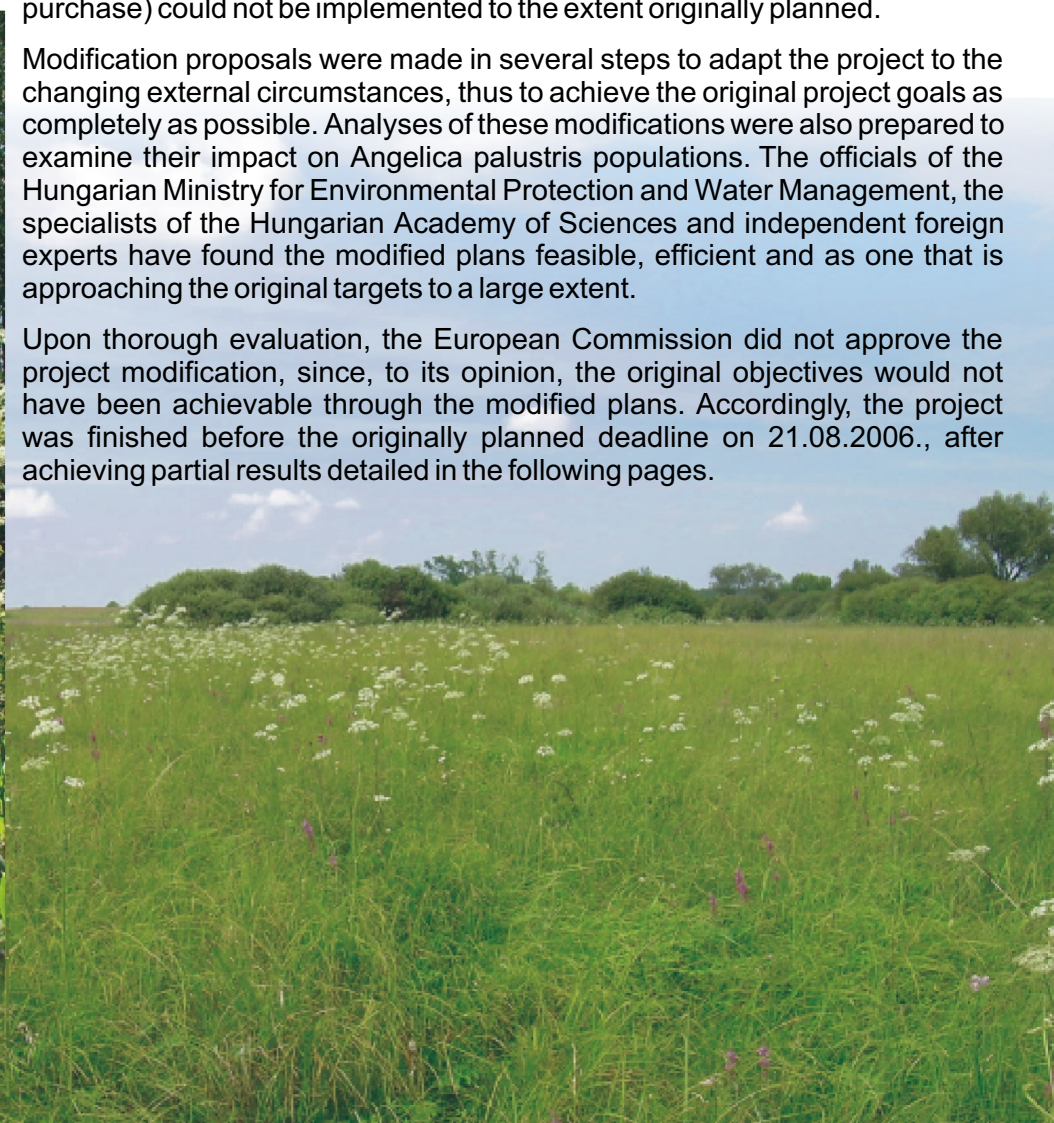 purchase) could not be implemented to the extent originally planned.
Modification proposals were made in several steps to adapt the project to the
changing external circumstances, thus to achieve the original project goals as
completely as possible. Analyses of these modifications were also prepared to
examine their impact on Angelica palustris populations. The officials of the
Hungarian Ministry for Environmental Protection and Water Management, the
specialists of the Hungarian Academy of Sciences and independent foreign
experts have found the modified plans feasible, efficient and as one that is
approaching the original targets to a large extent.
Upon thorough evaluation, the European Commission did not approve the
project modification, since, to its opinion, the original objectives would not
have been achievable through the modified plans. Accordingly, the project
was finished before the originally planned deadline on 21.08.2006., after
achieving partial results detailed in the following pages.